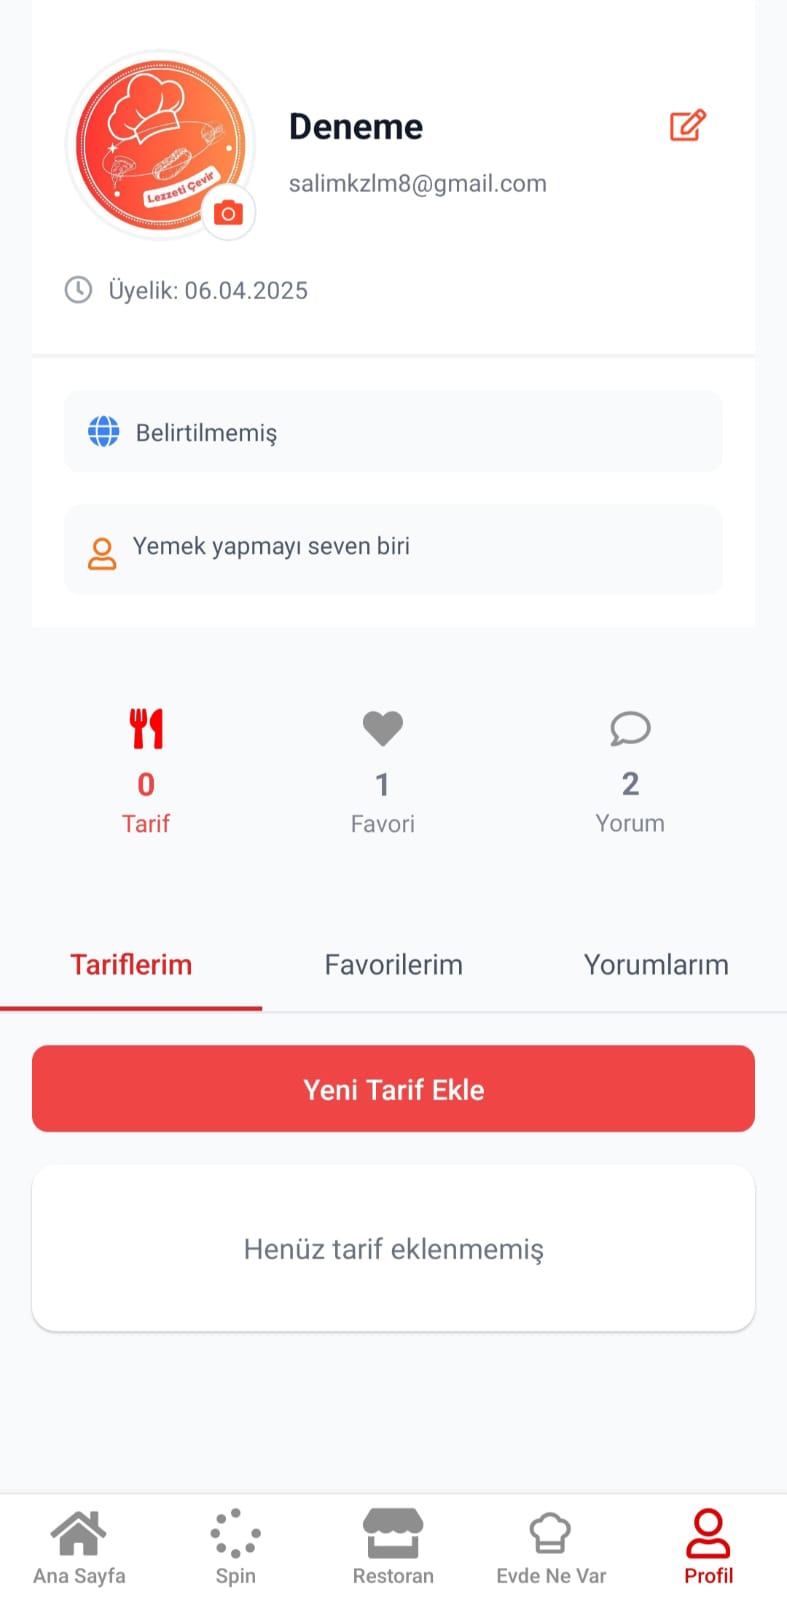 Lezzeti Çevir
Deneme
salimkzlm8@gmail.com
Üyelik: 06.04.2025
Belirtilmemiş
Yemek yapmayı seven biri
0
Tarif
1
Favori
2
Yorum
Tariflerim
Favorilerim
Yorumlarım
Yeni Tarif Ekle
Henüz tarif eklenmemiş
Ana Sayfa
Spin
Restoran
Evde Ne Var
Profil